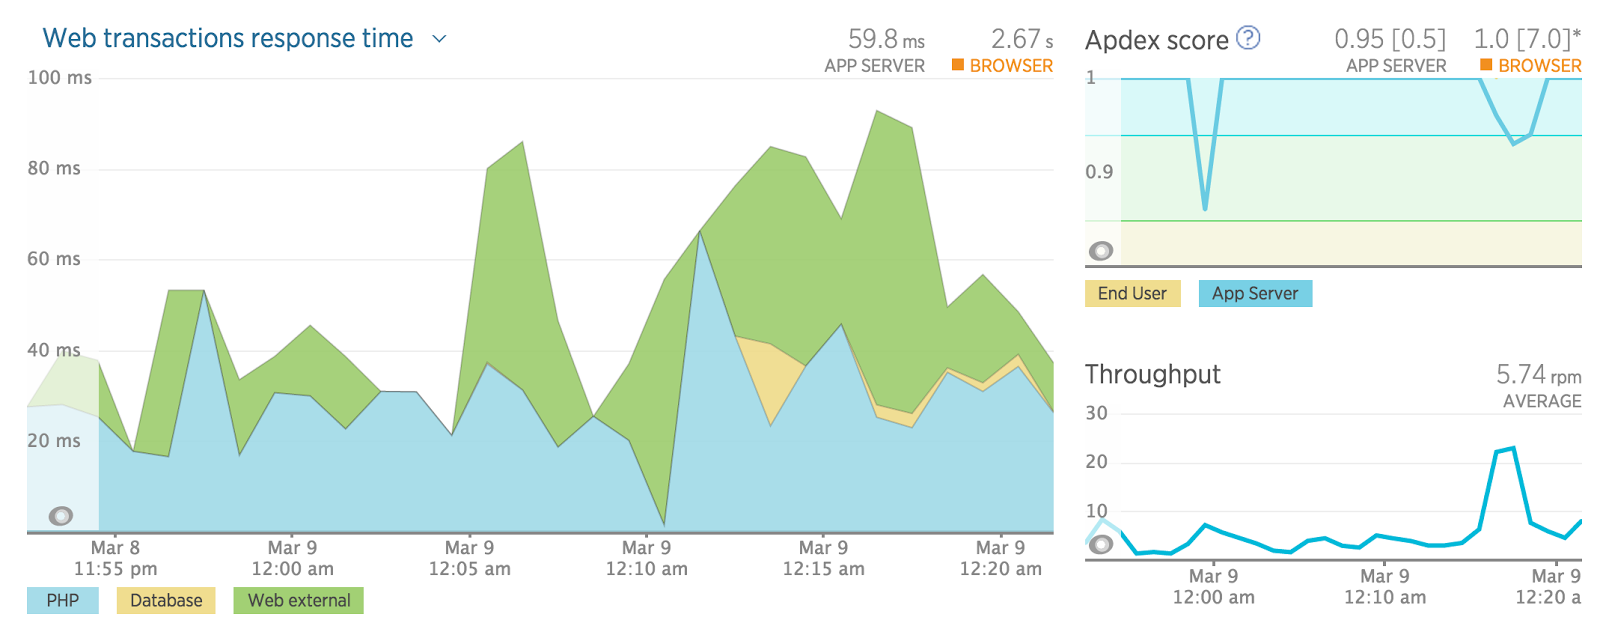 Web transactions response time
59.8 ms
APP SERVER
2.67 s
BROWSER
100 ms
80 ms
60 ms
40 ms
20 ms
Mar 8
11:55 pm
Mar 9
12:00 am
Mar 9
12:05 am
Mar 9
12:10 am
Mar 9
12:15 am
Mar 9
12:20 am
PHP
Database
Web external
Apdex score ?
0.95 [0.5]
APP SERVER
1.0 [7.0]*
BROWSER
1
0.9
End User
App Server
Throughput
5.74 rpm
AVERAGE
30
20
10
Mar 9
12:00 am
Mar 9
12:10 am
Mar 9
12:20 a